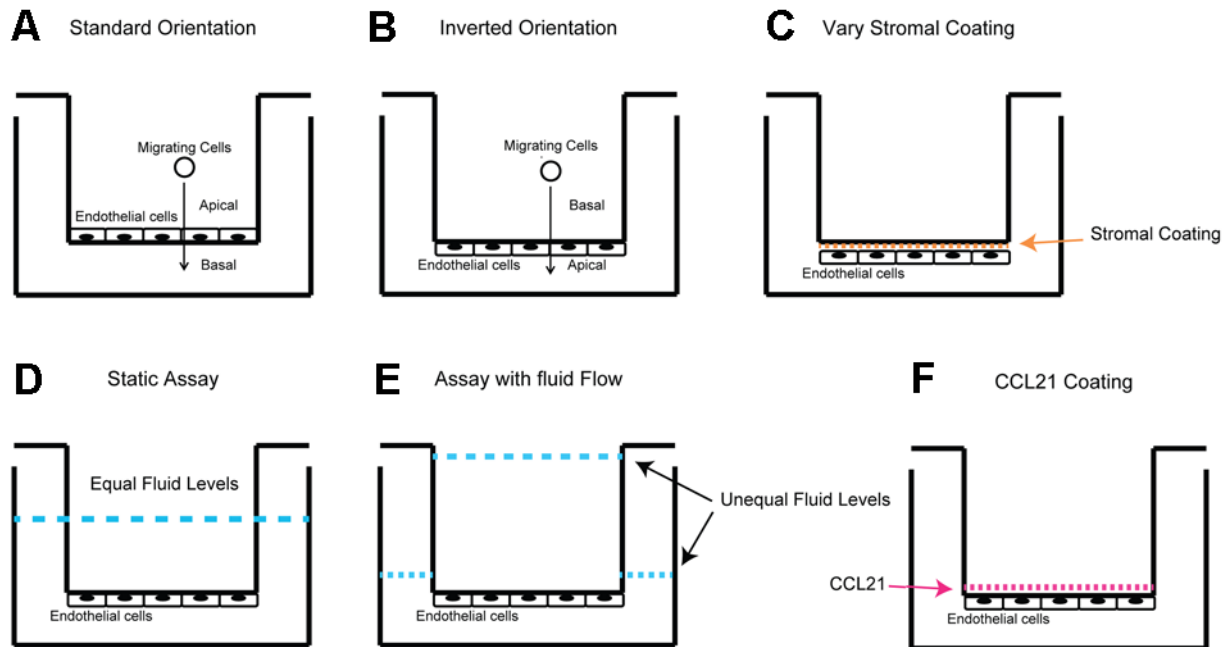 A Standard Orientation
Migrating Cells
Endothelial cells
Apical
Basal
B Inverted Orientation
Migrating Cells
Basal
Endothelial cells
Apical
C Vary Stromal Coating
Stromal Coating
Endothelial cells
D Static Assay
Equal Fluid Levels
Endothelial cells
E Assay with fluid Flow
Unequal Fluid Levels
Endothelial cells
F CCL21 Coating
CCL21
Endothelial cells